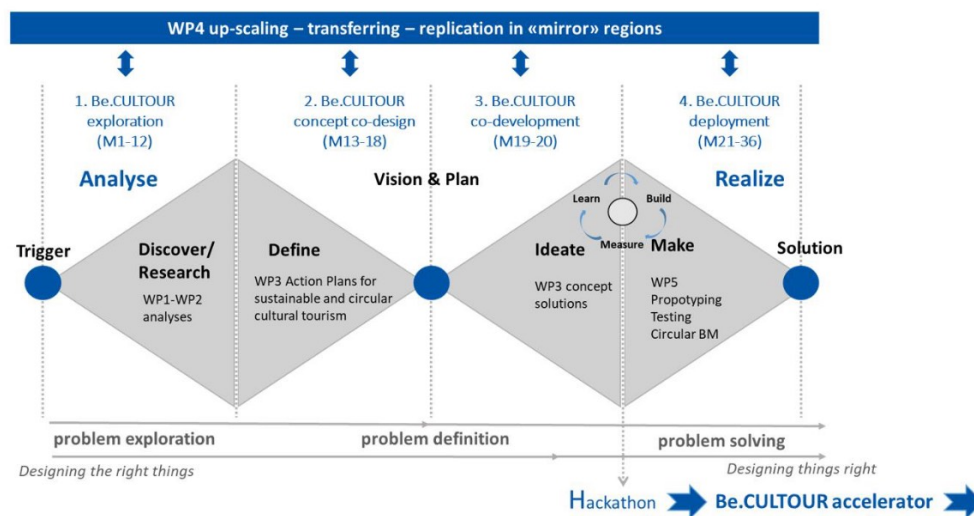 WP4 up-scaling – transferring – replication in «mirror» regions
1. Be.CULTOUR
exploration
(M1-12)
2. Be.CULTOUR
concept co-design
(M13-18)
3. Be.CULTOUR
co-development
(M19-20)
4. Be.CULTOUR
deployment
(M21-36)
Analyse
Vision & Plan
Realize
Learn
Build
Measure
Trigger
Discover/
Research
WP1-WP2
analyses
Define
WP3 Action Plans for
sustainable and circular
cultural tourism
Ideate
WP3 concept
solutions
Make
WP5
Propotyping
Testing
Circular BM
Solution
problem exploration
problem definition
problem solving
Designing the right things
Designing things right
Hackathon
Be.CULTOUR accelerator